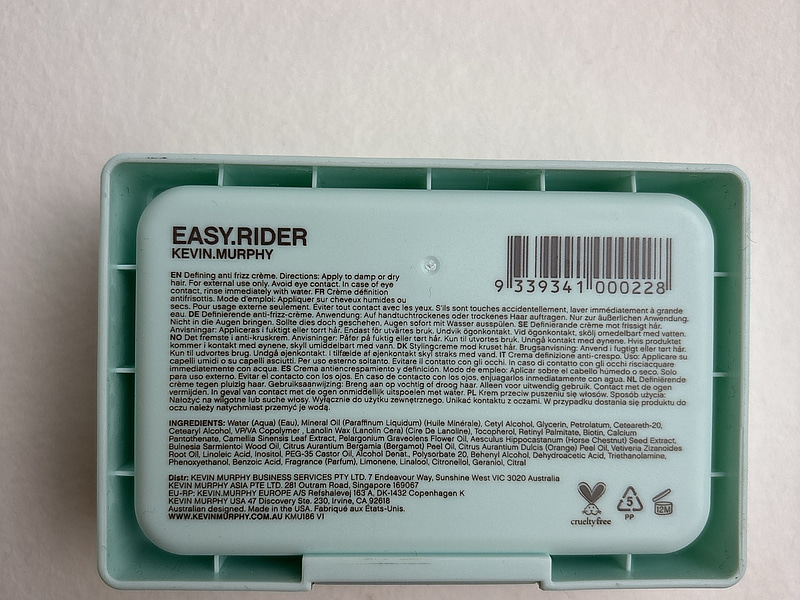 EASY.RIDER
KEVIN.MURPHY
9 339341 000228
EN Defining anti frizz crème. Directions: Apply to damp or dry
hair. For external use only. Avoid eye contact. In case of eye
contact, rinse immediately with water. FR Crème définition
antifrisottis. Mode d'emploi: Appliquer sur cheveux humides ou
secs. Pour usage externe seulement. Éviter tout contact avec les yeux. S'ils sont touches accidentellement, laver immédiatement à grande
eau. DE Definierende anti-frizz-crème. Anwendung: Auf handtuchtrockenes oder trockenes Haar auftragen. Nur zur äußerlichen Anwendung.
Nicht in die Augen bringen. Sollte dies doch geschehen, Augen sofort mit Wasser ausspülen. SE Definierande crème mot frissigt hår.
Anvisningar: Appliceras i fuktigt eller torrt hår. Endast för utvärtes bruk. Undvik ögonkontakt. Vid ögonkontakt, skölj omedelbart med vatten.
NO Det fremste i anti-kruskrem. Anvisninger: Påfør på fuktig eller tørt hår. Kun til utvortes bruk. Unngå kontakt med øynene. Hvis produktet
kommer i kontakt med øynene, skyll umiddelbart med vann. DK Stylingcreme mod kruset hår. Brugsanvisning: Anvend i fugtigt eller tørt hår.
Kun til udvortes brug. Undgå øjenkontakt. I tilfælde af øjenkontakt skyl straks med vand. IT Crema definizione anti-crespo. Uso: Applicare su
capelli umidi o su capelli asciutti. Per uso esterno soltanto. Evitare il contatto con gli occhi. In caso di contatto con gli occhi risciacquare
immediatamente con acqua. ES Crema antiencrespamiento y definición. Modo de empleo: Aplicar sobre el cabello húmedo o seco. Solo
para uso externo. Evitar el contacto con los ojos. En caso de contacto con los ojos, enjuagarlos inmediatamente con agua. NL Definiërende
crème tegen pluizig haar. Gebruiksaanwijzing: Breng aan op vochtig of droog haar. Alleen voor uitwendig gebruik. Contact met de ogen
vermijden. In geval van contact met de ogen onmiddellijk uitspoelen met water. PL Krem przeciw puszeniu się włosów. Sposób użycia:
Nałożyć na wilgotne lub suche włosy. Wyłącznie do użytku zewnętrznego. Unikać kontaktu z oczami. W przypadku dostania się produktu do
oczu należy natychmiast przemyć je wodą.
INGREDIENTS: Water (Aqua) (Eau), Mineral Oil (Paraffinum Liquidum) (Huile Minérale), Cetyl Alcohol, Glycerin, Petrolatum, Ceteareth-20,
Cetearyl Alcohol, VP/VA Copolymer, Lanolin Wax (Lanolin Cera) (Cire De Lanoline), Tocopherol, Retinyl Palmitate, Biotin, Calcium
Pantothenate, Camellia Sinensis Leaf Extract, Pelargonium Graveolens Flower Oil, Aesculus Hippocastanum (Horse Chestnut) Seed Extract,
Bulnesia Sarmientoi Wood Oil, Citrus Aurantium Bergamia (Bergamot) Peel Oil, Citrus Aurantium Dulcis (Orange) Peel Oil, Vetiveria Zizanoides
Root Oil, Linoleic Acid, Inositol, PEG-35 Castor Oil, Alcohol Denat., Polysorbate 20, Behenyl Alcohol, Dehydroacetic Acid, Triethanolamine,
Phenoxyethanol, Benzoic Acid, Fragrance (Parfum), Limonene, Linalool, Citronellol, Geraniol, Citral
Distr: KEVIN MURPHY BUSINESS SERVICES PTY LTD. 7 Endeavour Way, Sunshine West VIC 3020 Australia
KEVIN MURPHY ASIA PTE LTD. 281 Outram Road, Singapore 169067
EU-RP: KEVIN.MURPHY EUROPE A/S Refshalevej 163 A, DK-1432 Copenhagen K
KEVIN MURPHY USA 47 Discovery Ste. 230, Irvine, CA 92618
Australian designed. Made in the USA. Fabriqué aux États-Unis.
WWW.KEVINMURPHY.COM.AU KMU186 V1
crueltyfree
5
PP
12M